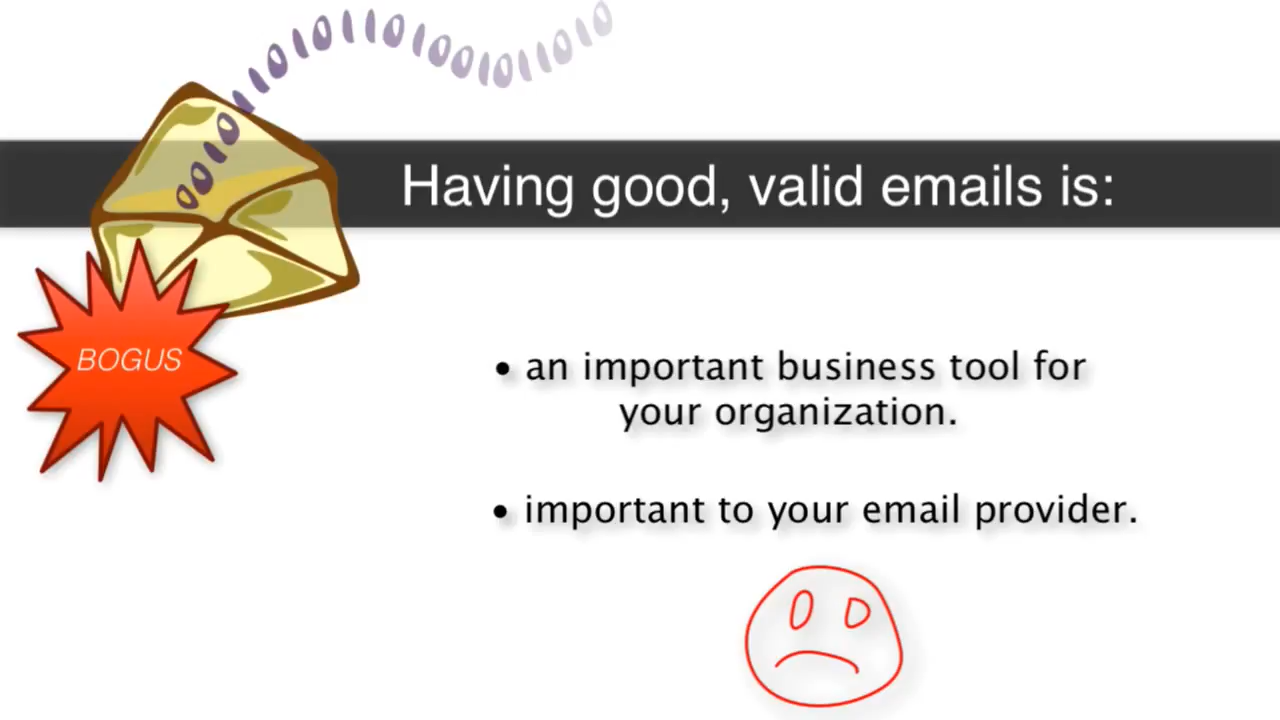 Having good, valid emails is:
BOGUS
• an important business tool for
your organization.
• important to your email provider.